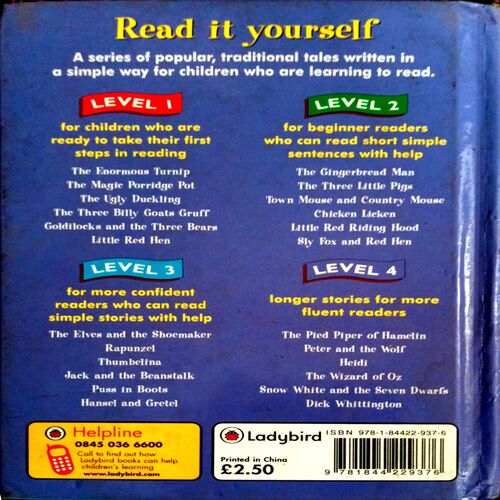 Read it yourself
A series of popular, traditional tales written in
a simple way for children who are learning to read.
LEVEL 1
for children who are
ready to take their first
steps in reading
The Enormous Turnip
The Magic Porridge Pot
The Ugly Duckling
The Three Billy Goats Gruff
Goldilocks and the Three Bears
Little Red Hen
LEVEL 2
for beginner readers
who can read short simple
sentences with help
The Gingerbread Man
The Three Little Pigs
Town Mouse and Country Mouse
Chicken Licken
Little Red Riding Hood
Sly Fox and Red Hen
LEVEL 3
for more confident
readers who can read
simple stories with help
The Elves and the Shoemaker
Rapunzel
Thumbelina
Jack and the Beanstalk
Puss in Boots
Hansel and Gretel
LEVEL 4
longer stories for more
fluent readers
The Pied Piper of Hamelin
Peter and the Wolf
Heidi
The Wizard of Oz
Snow White and the Seven Dwarfs
Dick Whittington
Helpline
0845 036 6600
Call to find out how
Ladybird books can help
children's learning
www.ladybird.com
Ladybird
Printed in China
£2.50
ISBN 978-1-84422-937-6
9 781844 229376